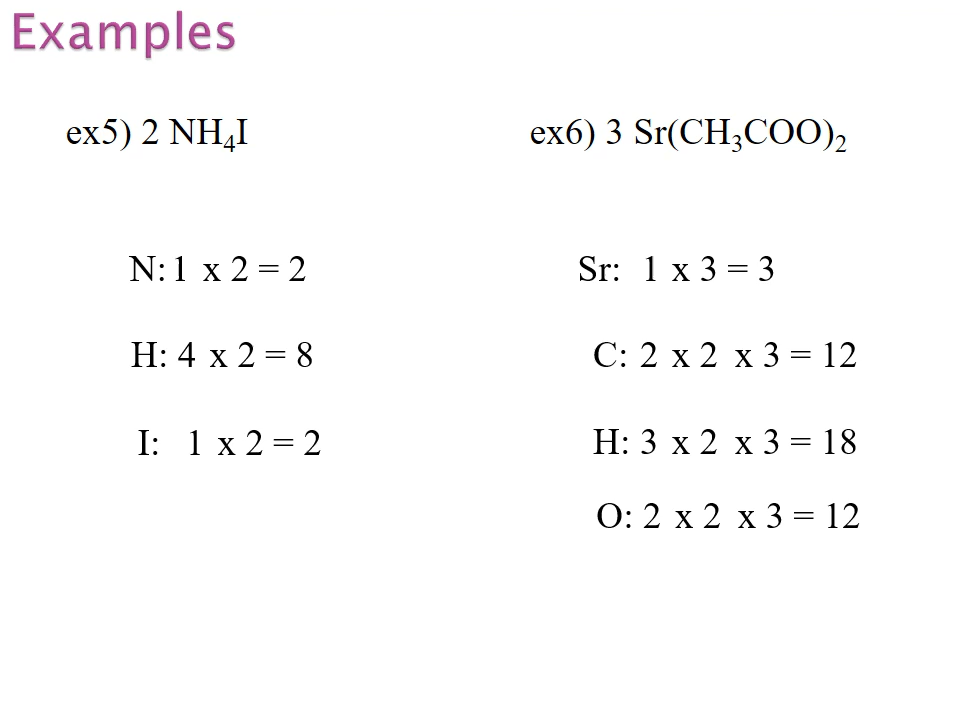 Examples
ex5) 2 NH₄I
ex6) 3 Sr(CH₃COO)₂
N: 1 x 2 = 2
H: 4 x 2 = 8
I: 1 x 2 = 2
Sr: 1 x 3 = 3
C: 2 x 2 x 3 = 12
H: 3 x 2 x 3 = 18
O: 2 x 2 x 3 = 12